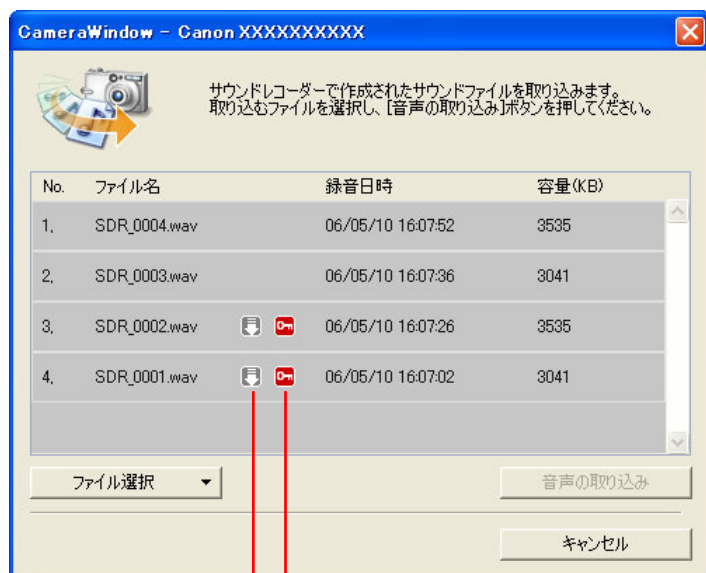 CameraWindow - Canon XXXXXXXXXX
サウンドレコーダーで作成されたサウンドファイルを取り込みます。
取り込むファイルを選択し、[音声の取り込み]ボタンを押してください。
No. ファイル名 録音日時 容量(KB)
1, SDR_0004.wav 06/05/10 16:07:52 3535
2, SDR_0003.wav 06/05/10 16:07:36 3041
3, SDR_0002.wav 06/05/10 16:07:26 3535
4, SDR_0001.wav 06/05/10 16:07:02 3041
ファイル選択 音声の取り込み
キャンセル